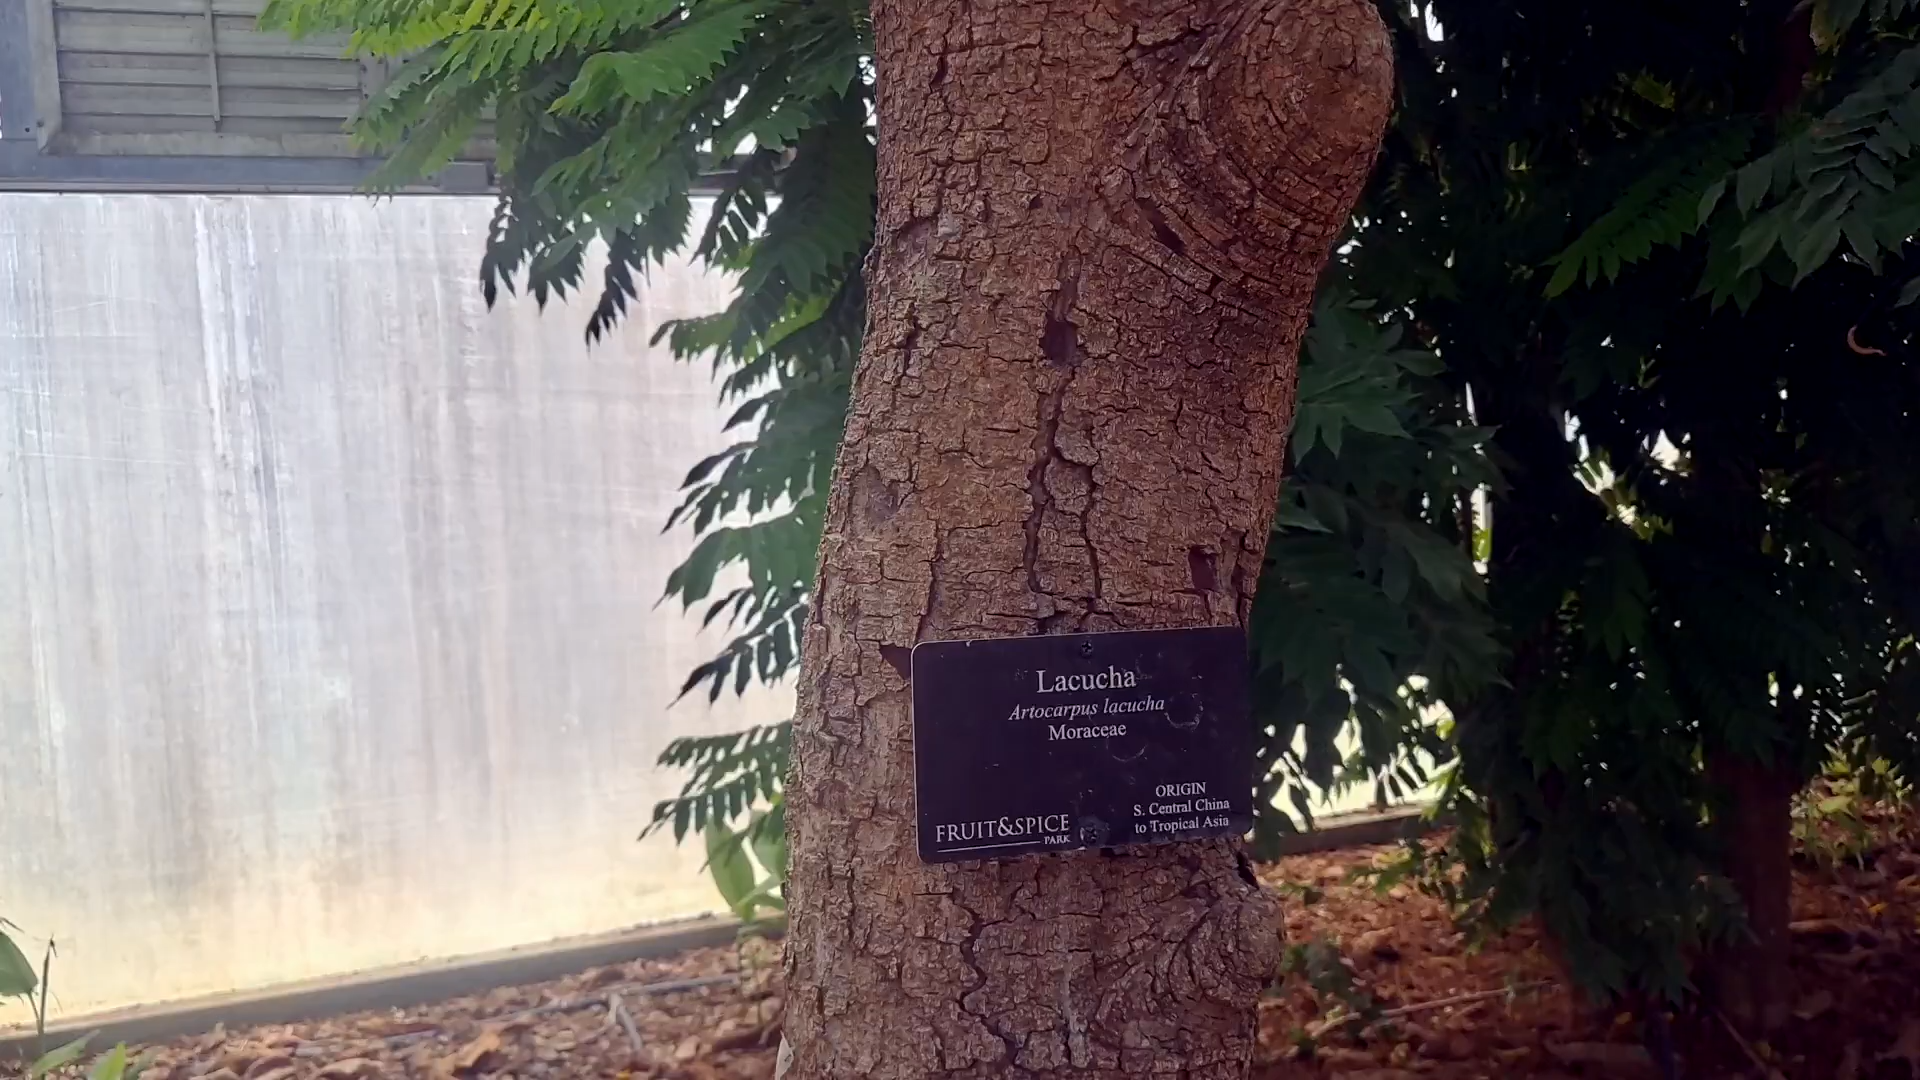 Lacucha
Artocarpus lacucha
Moraceae
ORIGIN
S. Central China
to Tropical Asia
FRUIT&SPICE
PARK